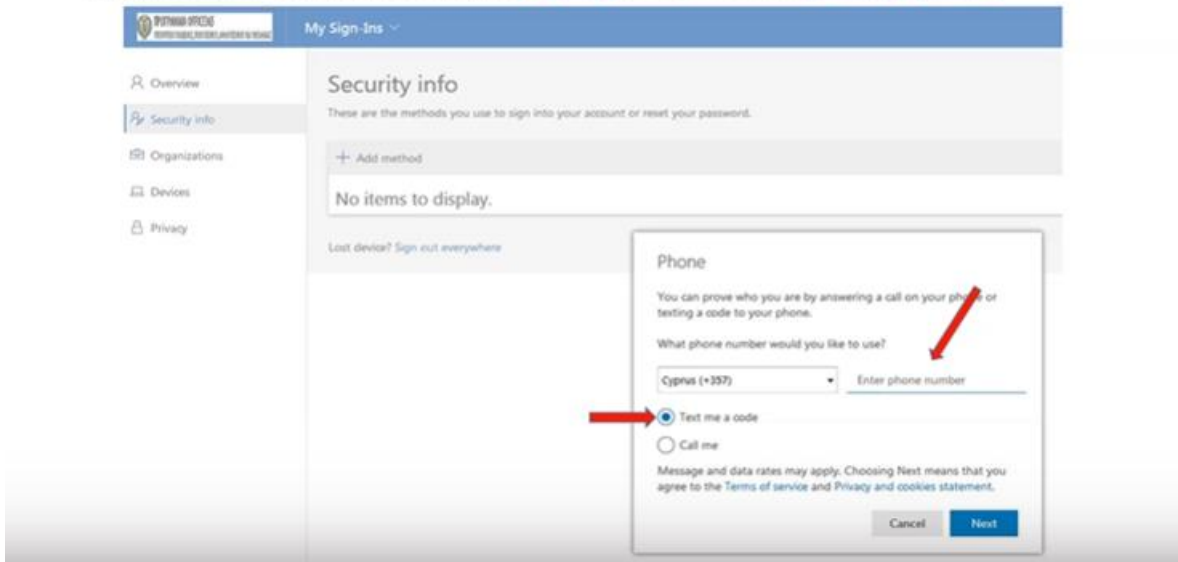 My Sign-Ins
Overview
Security info
Organizations
Devices
Privacy
Security info
These are the methods you use to sign into your account or reset your password.
+ Add method
No items to display.
Lost device? Sign out everywhere
Phone
You can prove who you are by answering a call on your phone or
texting a code to your phone.
What phone number would you like to use?
Cyprus (+357)
Enter phone number
Text me a code
Call me
Message and data rates may apply. Choosing Next means that you
agree to the Terms of service and Privacy and cookies statement.
Cancel
Next